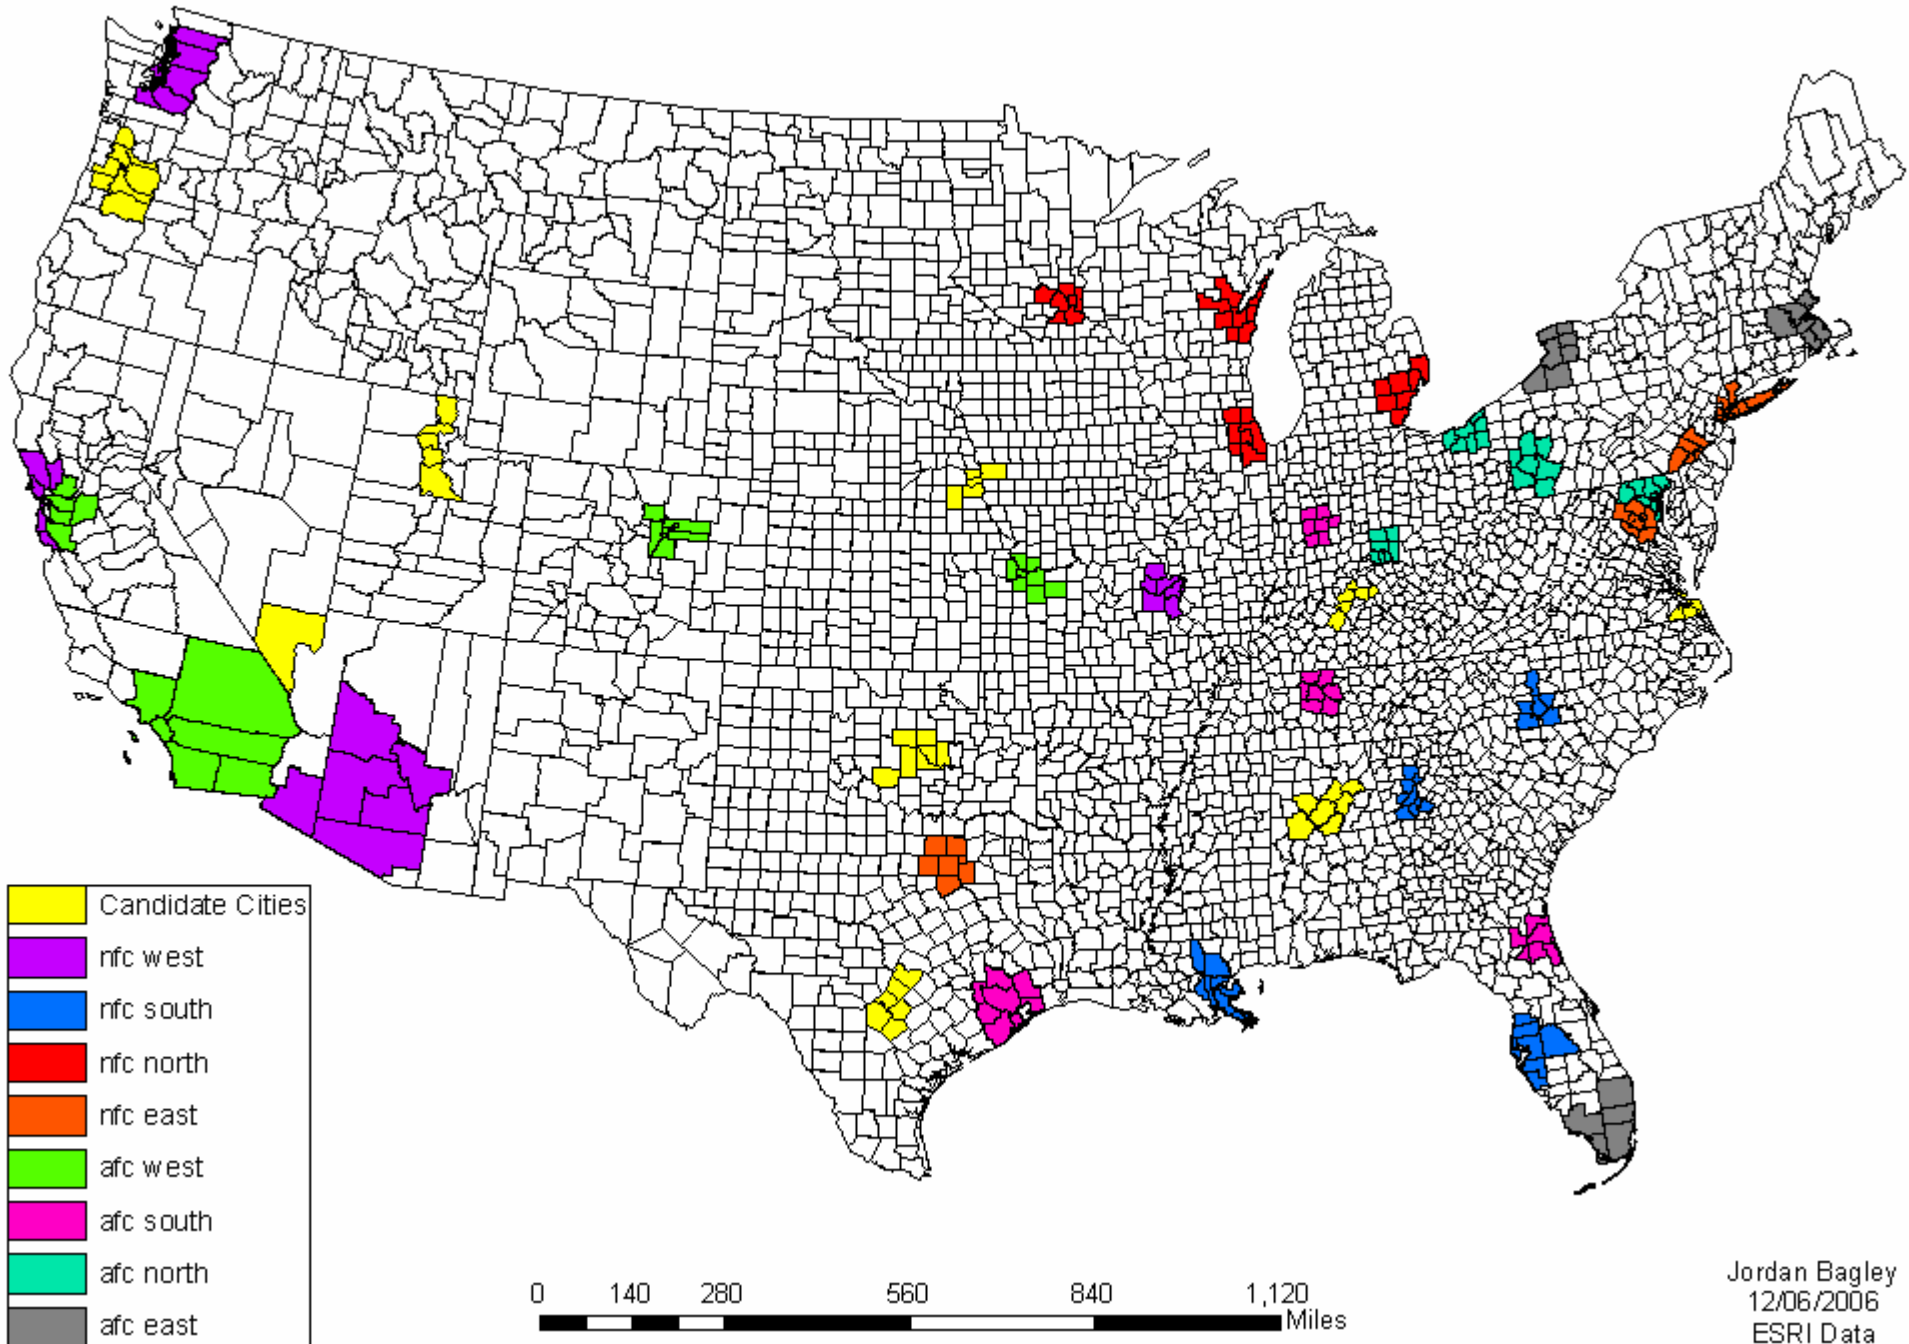 Candidate Cities
nfc west
nfc south
nfc north
nfc east
afc west
afc south
afc north
afc east
0 140 280 560 840 1,120
Miles
Jordan Bagley
12/06/2006
ESRI Data